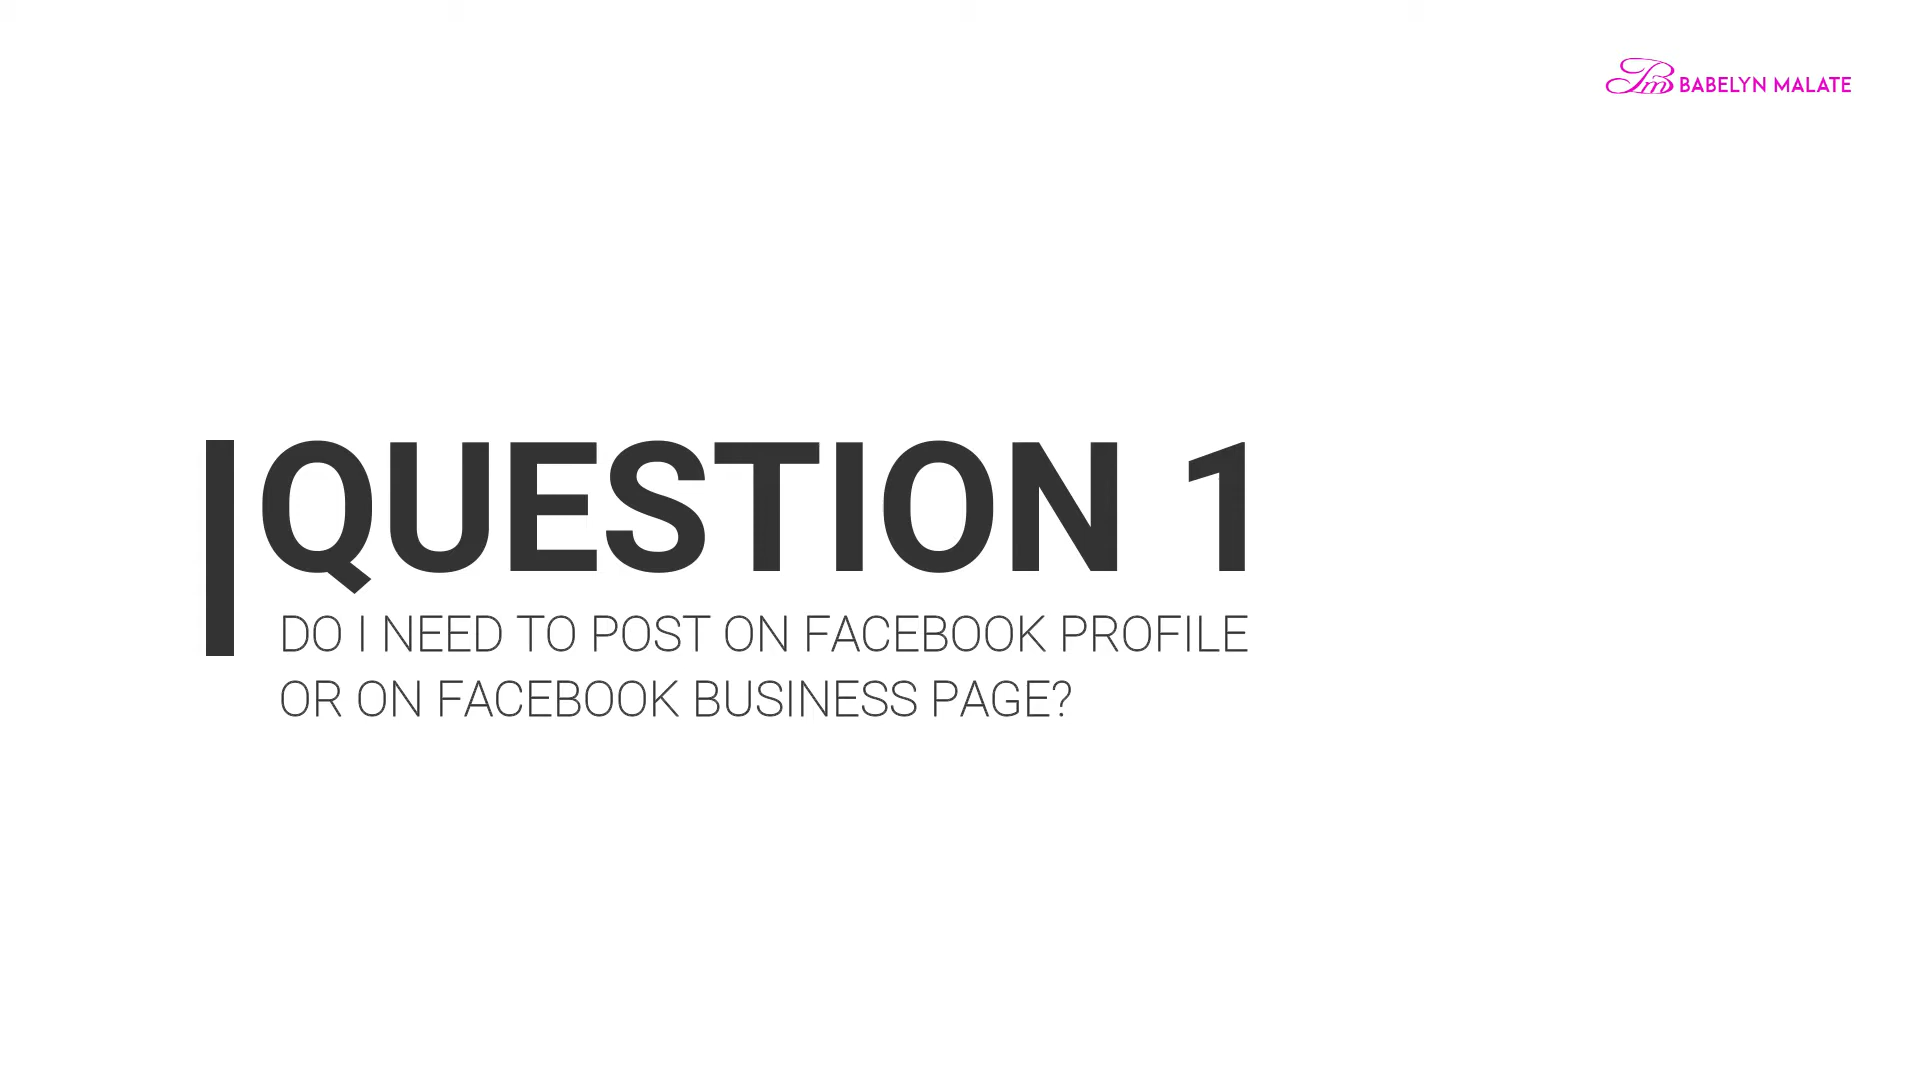 BABELYN MALATE
QUESTION 1
DO I NEED TO POST ON FACEBOOK PROFILE
OR ON FACEBOOK BUSINESS PAGE?